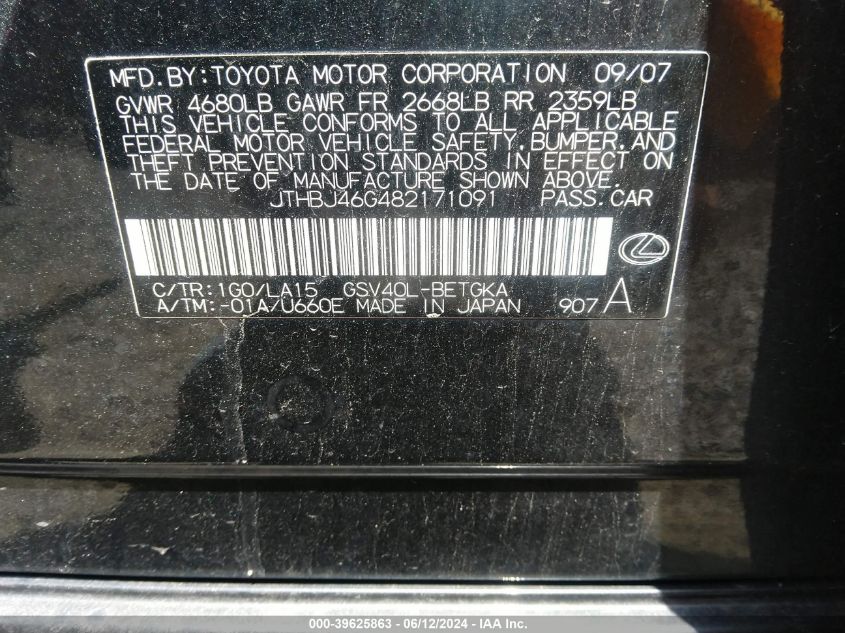 MFD.BY:TOYOTA MOTOR CORPORATION 09/07
GVWR 4680LB GAWR FR 2668LB RR 2359LB
THIS VEHICLE CONFORMS TO ALL APPLICABLE
FEDERAL MOTOR VEHICLE SAFETY,BUMPER,AND
THEFT PREVENTION STANDARDS IN EFFECT ON
THE DATE OF MANUFACTURE SHOWN ABOVE.
JTHBJ46G482171091 PASS.CAR
C/TR:1G0/LA15 GSV40L-BETGKA
A/TM:-01A/U660E MADE IN JAPAN 907 A
000-39625863 - 06/12/2024 - IAA Inc.